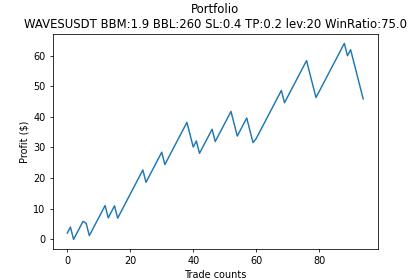 Portfolio
WAVESUSDT BBM:1.9 BBL:260 SL:0.4 TP:0.2 lev:20 WinRatio:75.0
Profit ($)
60
50
40
30
20
10
0
0 20 40 60 80
Trade counts